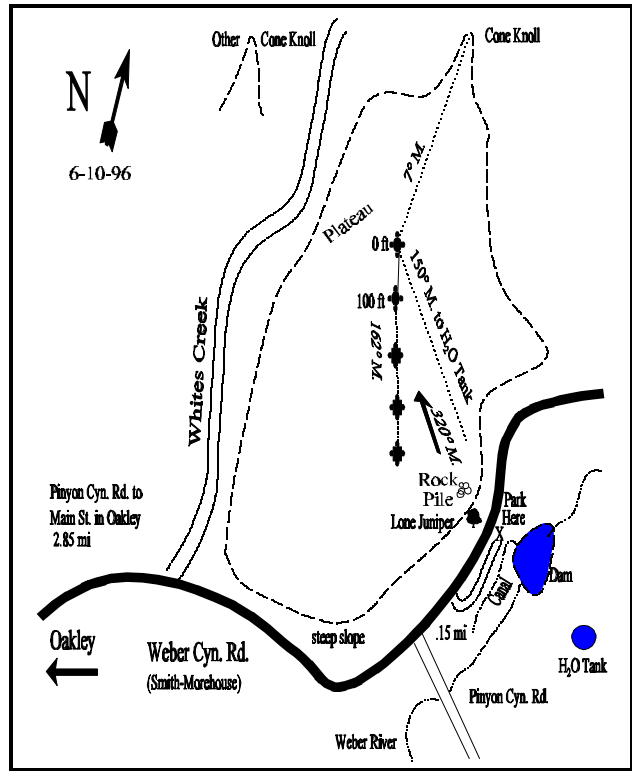 Other Cone Knoll
Cone Knoll
N
6-10-96
7° M.
Plateau
0 ft
150° M. to H₂O Tank
100 ft
162° M.
Whites Creek
320° M.
Rock
Pile
Lone Juniper
Park
Here
X
Pinyon Cyn. Rd. to
Main St. in Oakley
2.85 mi
Canal
Dam
.15 mi
steep slope
Oakley
Weber Cyn. Rd.
(Smith-Morehouse)
H₂O Tank
Pinyon Cyn. Rd.
Weber River